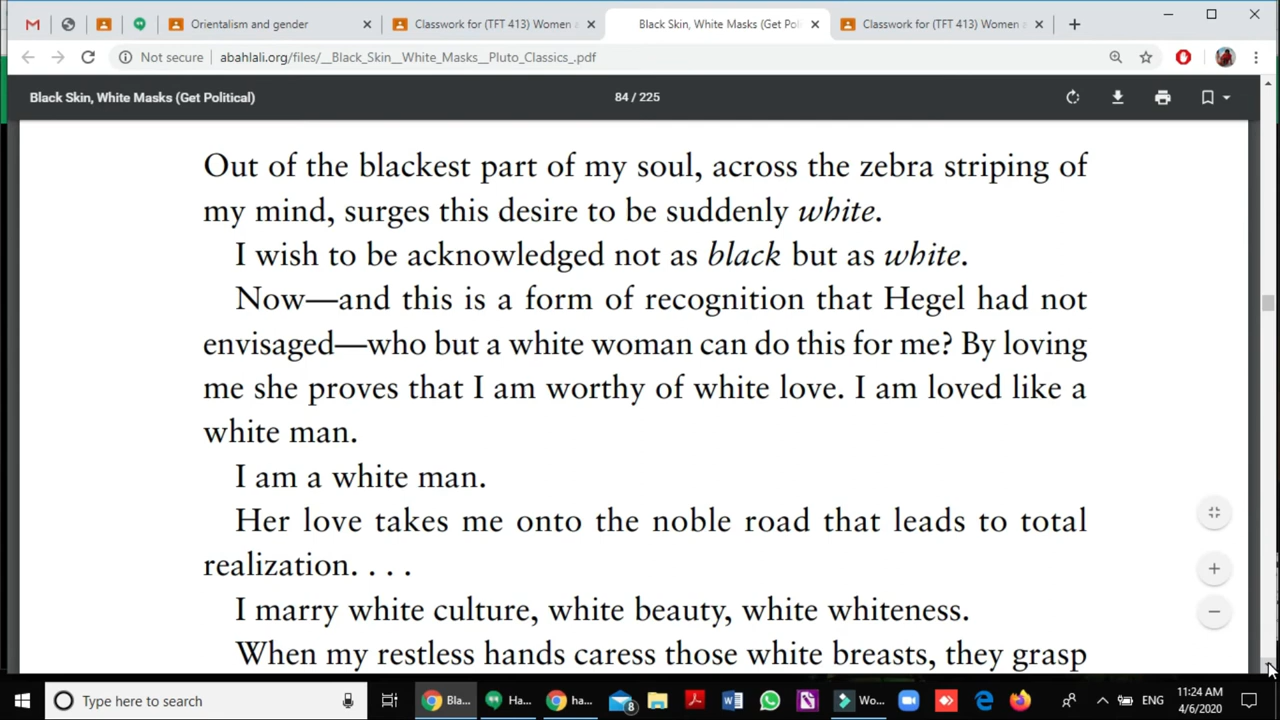 Orientalism and gender
Classwork for (TFT 413) Women a
Black Skin, White Masks (Get Poli
Classwork for (TFT 413) Women a
Not secure
abahlali.org/files/__Black_Skin__White_Masks__Pluto_Classics_.pdf
Black Skin, White Masks (Get Political)
84 / 225
Out of the blackest part of my soul, across the zebra striping of
my mind, surges this desire to be suddenly white.
I wish to be acknowledged not as black but as white.
Now—and this is a form of recognition that Hegel had not
envisaged—who but a white woman can do this for me? By loving
me she proves that I am worthy of white love. I am loved like a
white man.
I am a white man.
Her love takes me onto the noble road that leads to total
realization. . . .
I marry white culture, white beauty, white whiteness.
When my restless hands caress those white breasts, they grasp
Type here to search
Bla...
Ha...
ha...
8
Wo...
ENG
11:24 AM
4/6/2020